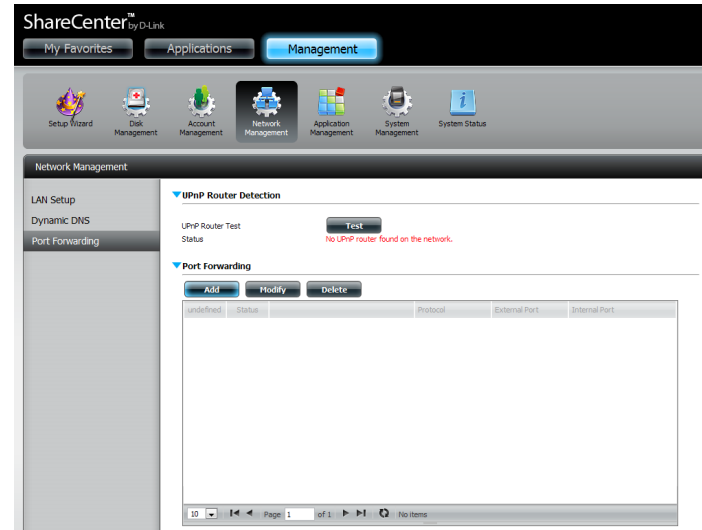 ShareCenter™ by D-Link
My Favorites Applications Management
Setup Wizard Disk Management Account Management Network Management Application Management System Management System Status
Network Management
LAN Setup
Dynamic DNS
Port Forwarding
UPnP Router Detection
UPnP Router Test Test
Status No UPnP router found on the network.
Port Forwarding
Add Modify Delete
undefined Status Protocol External Port Internal Port
10 Page 1 of 1 No items